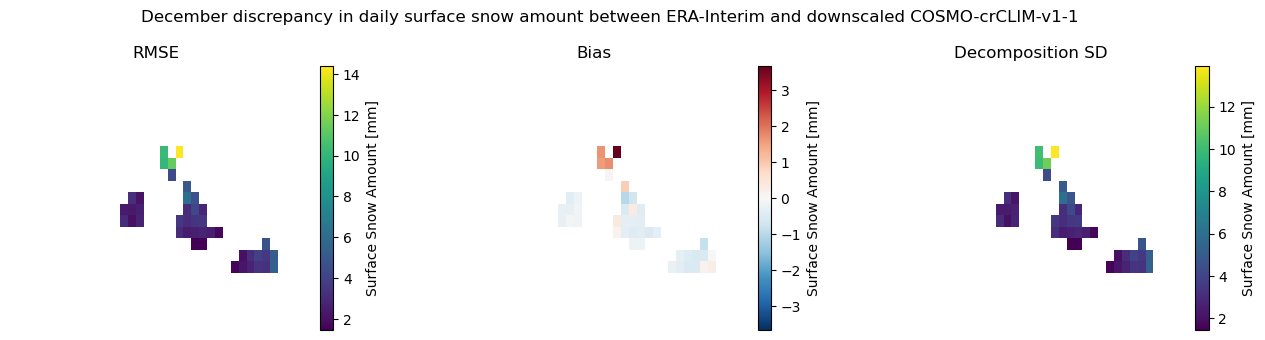 December discrepancy in daily surface snow amount between ERA-Interim and downscaled COSMO-crCLIM-v1-1
RMSE
14
12
10
8
6
4
2
Surface Snow Amount [mm]
Bias
3
2
1
0
−1
−2
−3
Surface Snow Amount [mm]
Decomposition SD
12
10
8
6
4
2
Surface Snow Amount [mm]